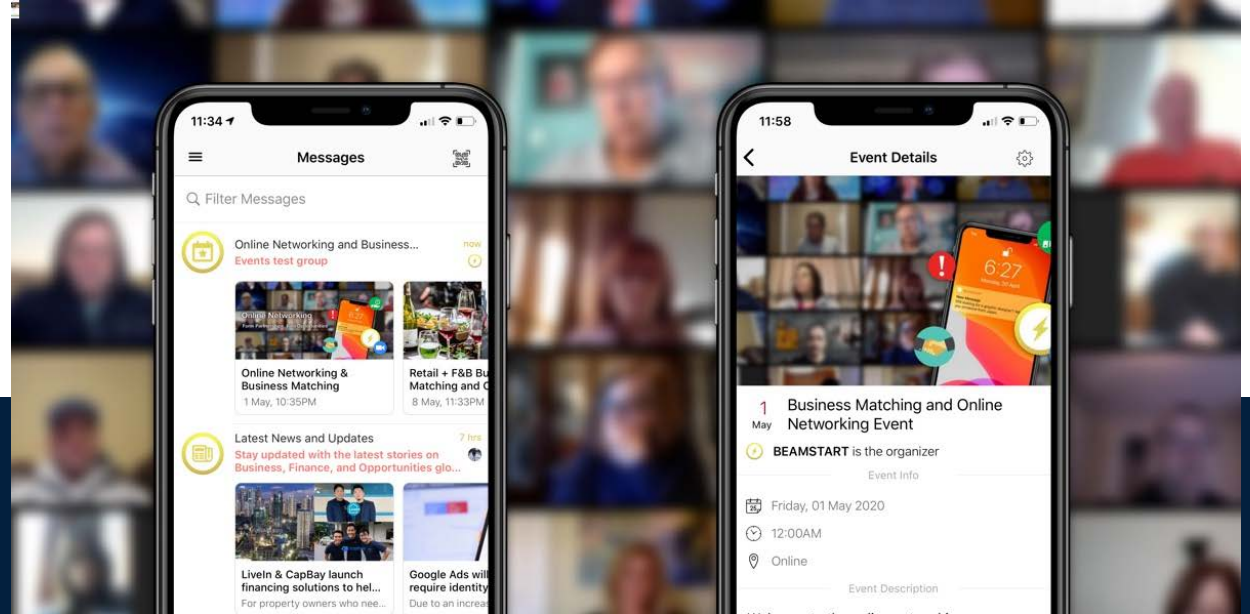 11:34
Messages
Filter Messages
Online Networking and Business...
now
Events test group
Online Networking
6:27
Online Networking &
Business Matching
1 May, 10:35PM
Retail + F&B Bu
Matching and C
8 May, 11:33PM
Latest News and Updates
7 hrs
Stay updated with the latest stories on
Business, Finance, and Opportunities glo...
LiveIn & CapBay launch
financing solutions to hel...
For property owners who nee...
Google Ads will
require identity
Due to an increas
11:58
Event Details
6:27
1
May
Business Matching and Online
Networking Event
BEAMSTART is the organizer
Event Info
Friday, 01 May 2020
12:00AM
Online
Event Description